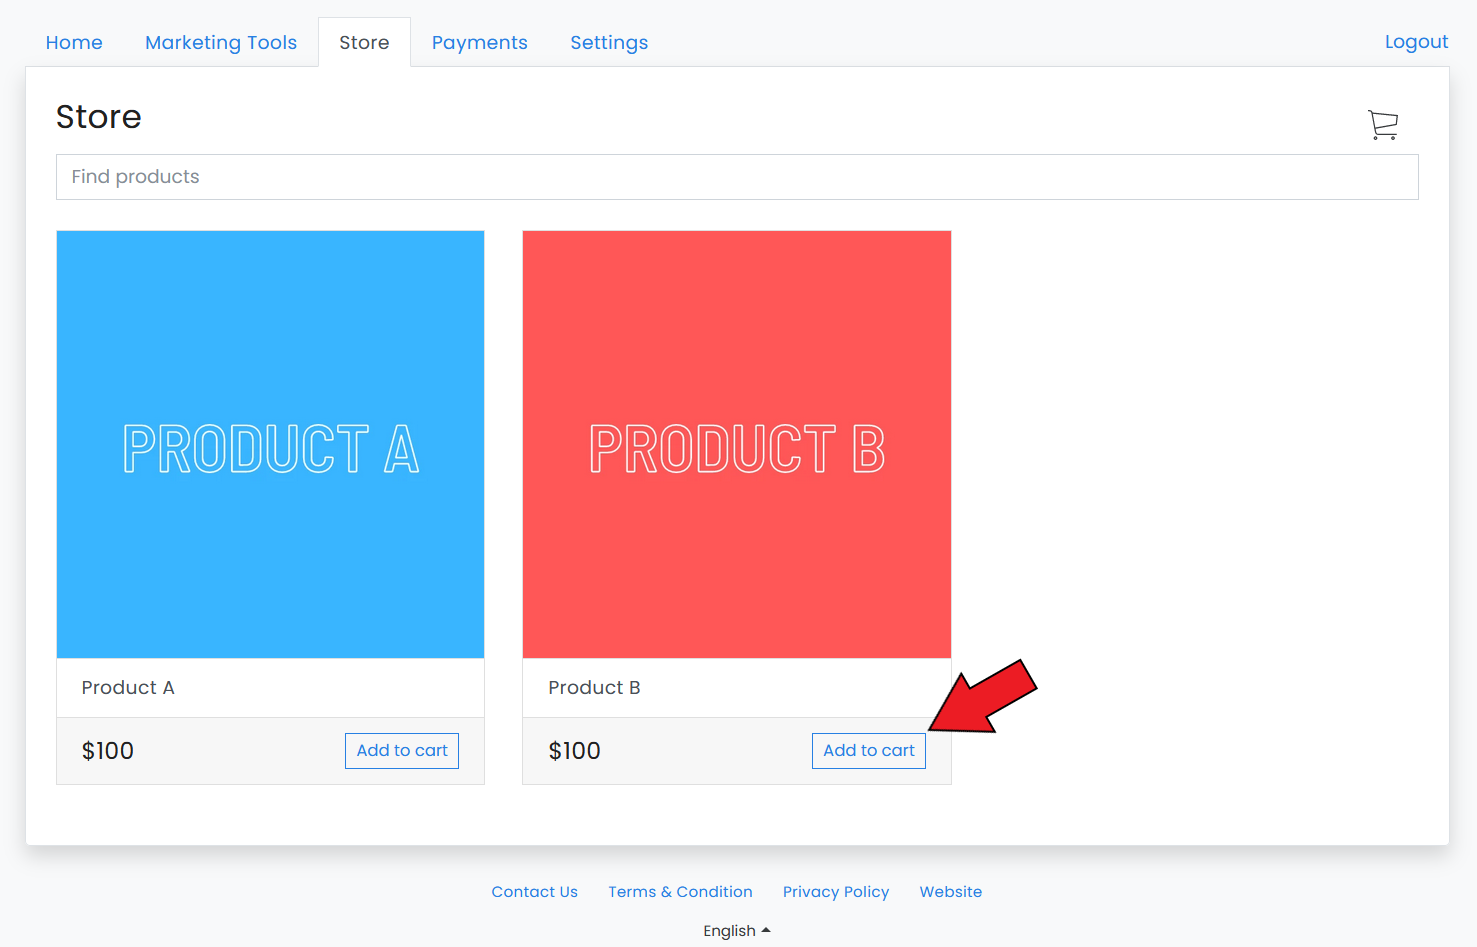 Home Marketing Tools Store Payments Settings Logout
Store
Find products
PRODUCT A PRODUCT B
Product A Product B
$100 Add to cart $100 Add to cart
Contact Us Terms & Condition Privacy Policy Website
English